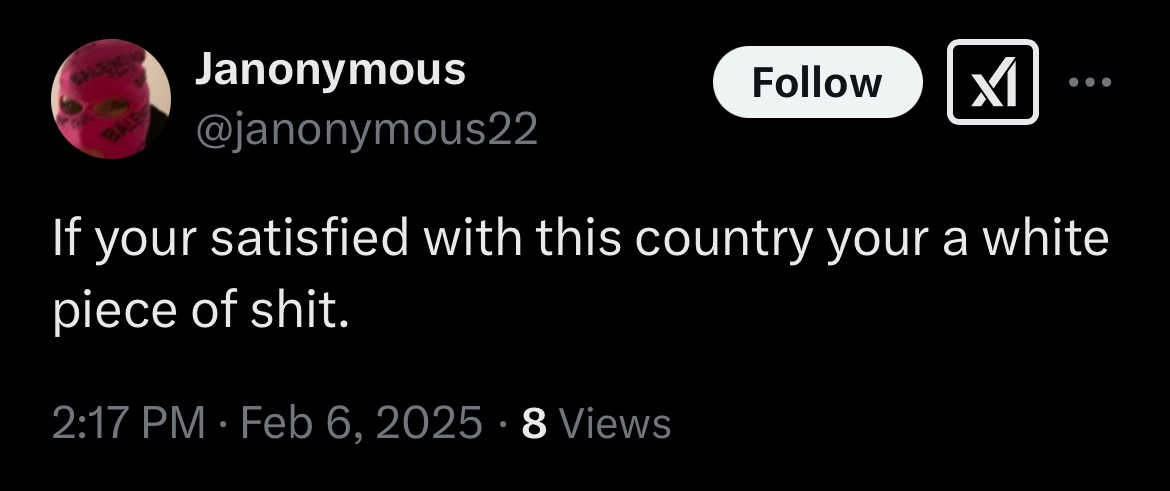 Janonymous
Follow
@janonymous22
If your satisfied with this country your a white
piece of shit.
2:17 PM · Feb 6, 2025 · 8 Views